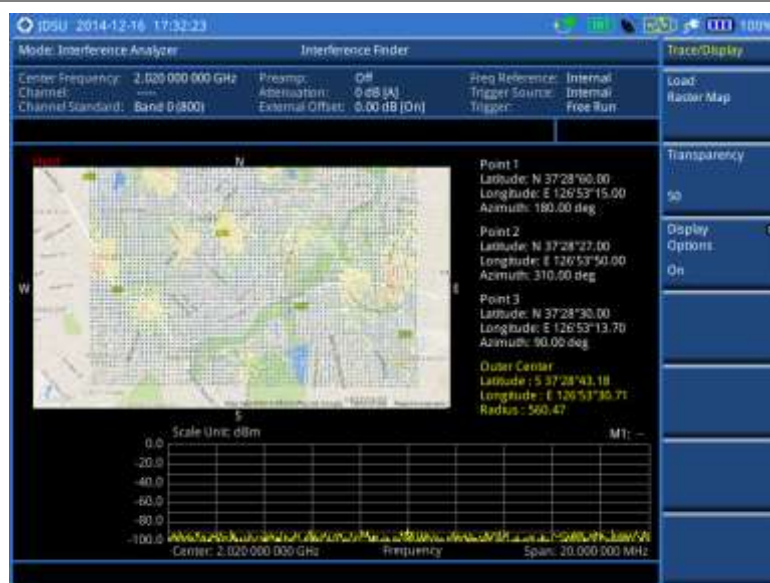 JDSU 2014-12-16 17:32:23
100%
Mode: Interference Analyzer
Interference Finder
Trace/Display
Center Frequency: 2.020 000 000 GHz
Channel: ----
Channel Standard: Band 0 (800)
Preamp: Off
Attenuation: 0 dB [A]
External Offset: 0.00 dB [On]
Freq Reference: Internal
Trigger Source: Internal
Trigger: Free Run
Load
Raster Map
Transparency
50
Display
Options
On
N
W
E
S
Point 1
Latitude: N 37'28"60.00
Longitude: E 126'53"15.00
Azimuth: 180.00 deg
Point 2
Latitude: N 37'28"27.00
Longitude: E 126'53"50.00
Azimuth: 310.00 deg
Point 3
Latitude: N 37'28"30.00
Longitude: E 126'53"13.70
Azimuth: 90.00 deg
Outer Center
Latitude : S 37'28"43.18
Longitude : E 126'53"30.71
Radius : 560.47
Scale Unit: dBm
M1: --
0.0
-20.0
-40.0
-60.0
-80.0
-100.0
Center: 2.020 000 000 GHz
Frequency
Span: 20.000 000 MHz